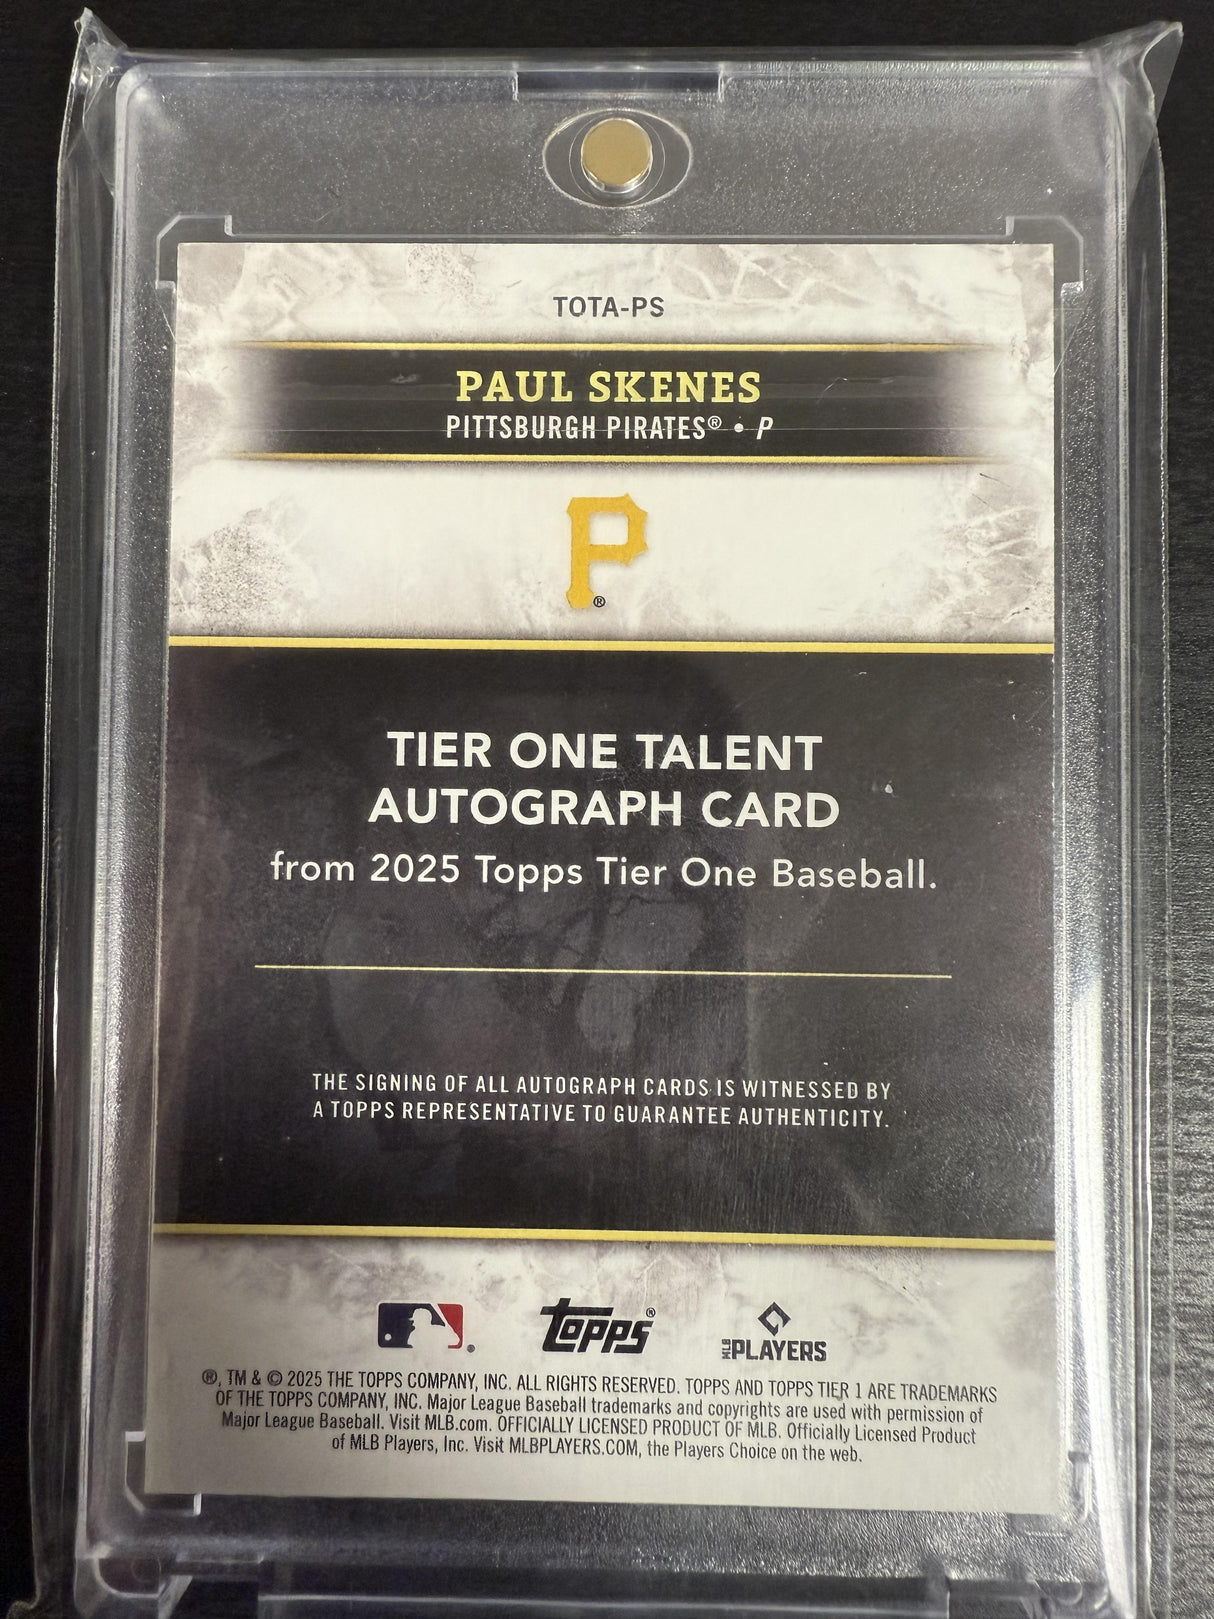 TOTA-PS
PAUL SKENES
PITTSBURGH PIRATES® • P
P®
TIER ONE TALENT
AUTOGRAPH CARD
from 2025 Topps Tier One Baseball.
THE SIGNING OF ALL AUTOGRAPH CARDS IS WITNESSED BY
A TOPPS REPRESENTATIVE TO GUARANTEE AUTHENTICITY.
® topps® MLB PLAYERS
®, TM & © 2025 THE TOPPS COMPANY, INC. ALL RIGHTS RESERVED. TOPPS AND TOPPS TIER 1 ARE TRADEMARKS
OF THE TOPPS COMPANY, INC. Major League Baseball trademarks and copyrights are used with permission of
Major League Baseball. Visit MLB.com. OFFICIALLY LICENSED PRODUCT OF MLB. Officially Licensed Product
of MLB Players, Inc. Visit MLBPLAYERS.COM, the Players Choice on the web.